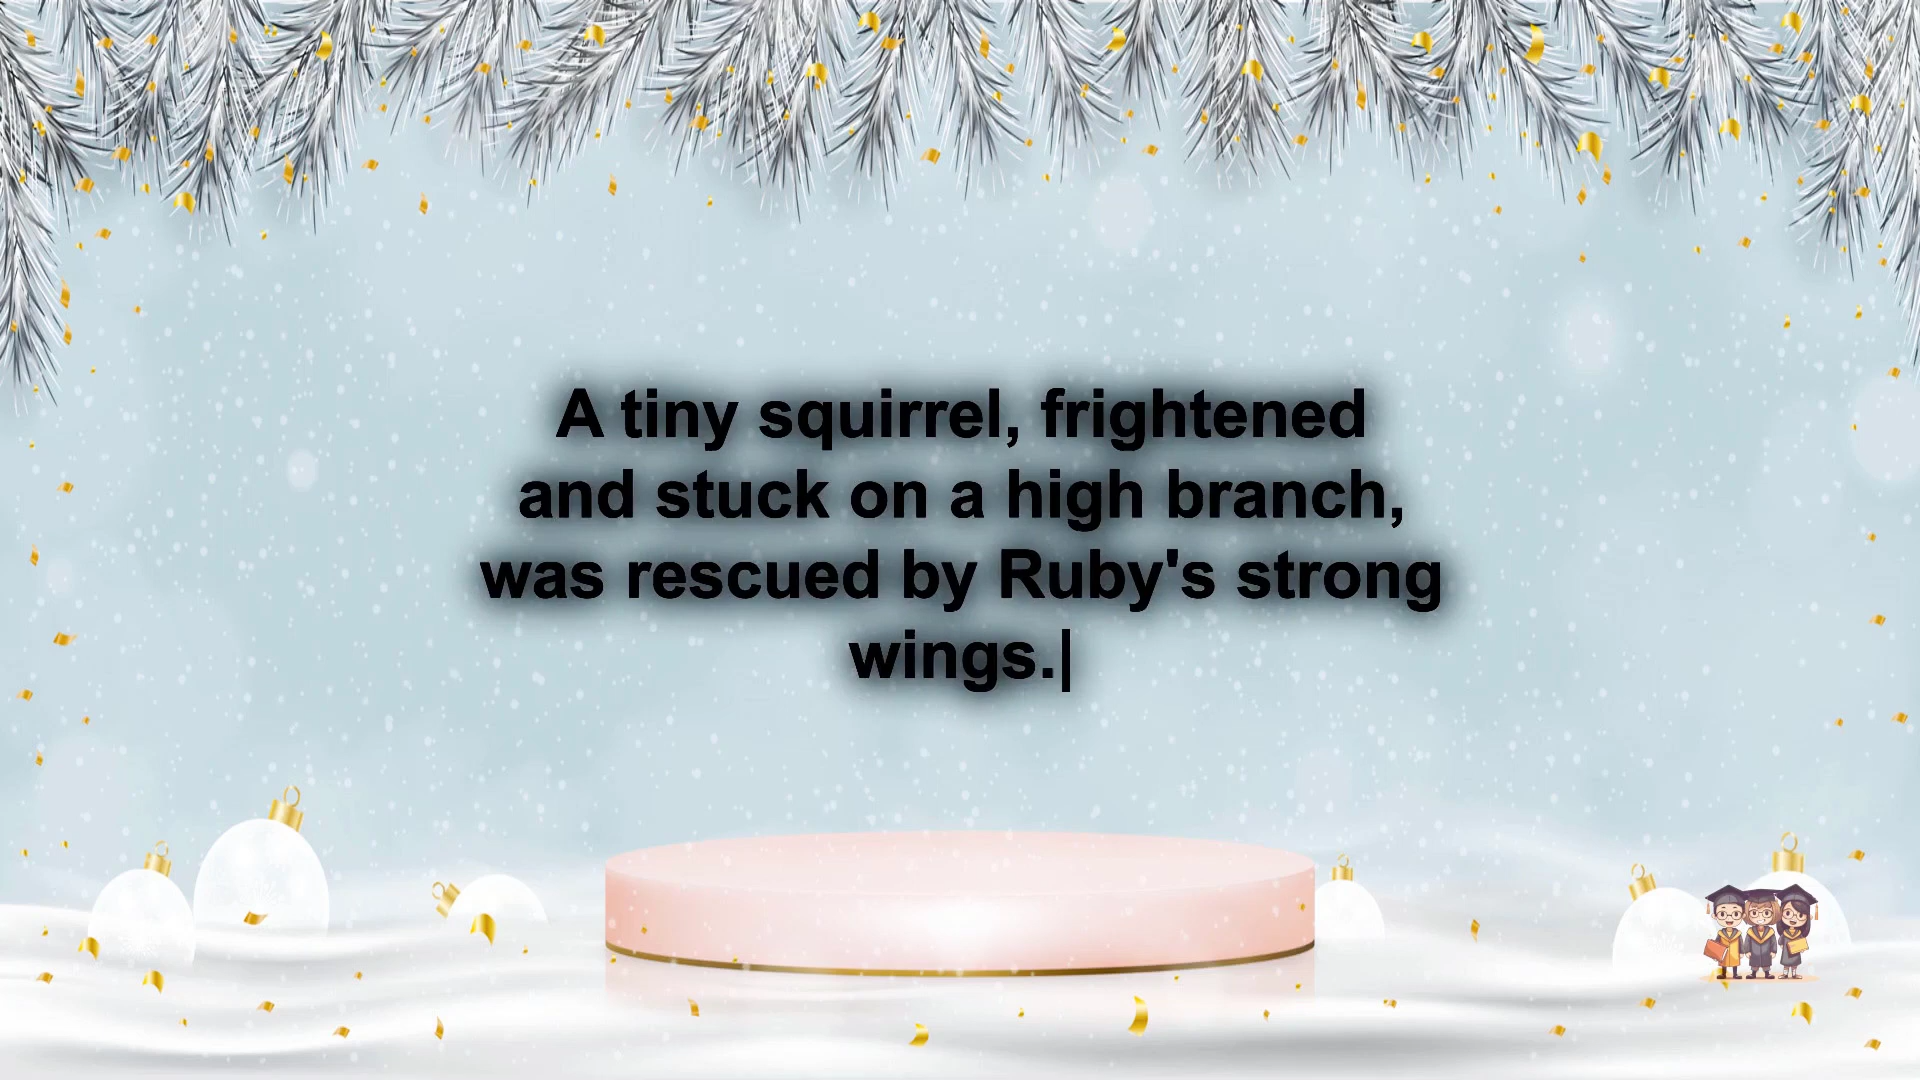 A tiny squirrel, frightened
and stuck on a high branch,
was rescued by Ruby's strong
wings.|